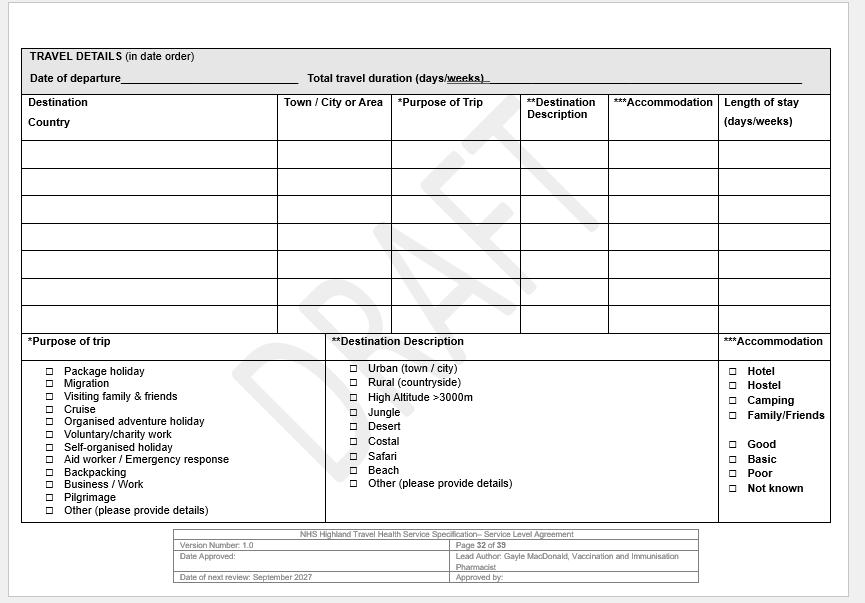 TRAVEL DETAILS (in date order)
Date of departure Total travel duration (days/weeks)
Destination Country
Town / City or Area
*Purpose of Trip
**Destination Description
***Accommodation
Length of stay (days/weeks)
DRAFT
*Purpose of trip
☐ Package holiday
☐ Migration
☐ Visiting family & friends
☐ Cruise
☐ Organised adventure holiday
☐ Voluntary/charity work
☐ Self-organised holiday
☐ Aid worker / Emergency response
☐ Backpacking
☐ Business / Work
☐ Pilgrimage
☐ Other (please provide details)
**Destination Description
☐ Urban (town / city)
☐ Rural (countryside)
☐ High Altitude >3000m
☐ Jungle
☐ Desert
☐ Costal
☐ Safari
☐ Beach
☐ Other (please provide details)
***Accommodation
☐ Hotel
☐ Hostel
☐ Camping
☐ Family/Friends
☐ Good
☐ Basic
☐ Poor
☐ Not known
NHS Highland Travel Health Service Specification– Service Level Agreement
Version Number: 1.0
Page 32 of 39
Date Approved:
Lead Author: Gayle MacDonald, Vaccination and Immunisation
Pharmacist
Date of next review: September 2027
Approved by: